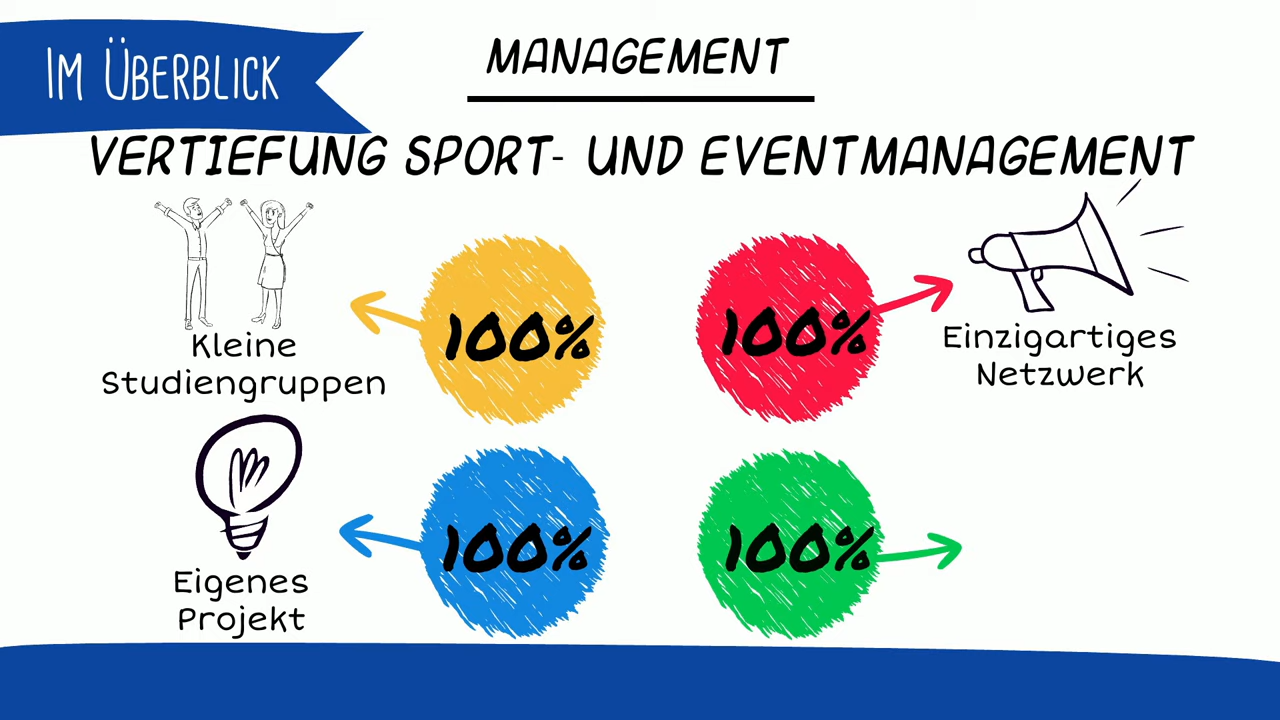 IM ÜBERBLICK
MANAGEMENT
VERTIEFUNG SPORT- UND EVENTMANAGEMENT
100%
100%
Kleine
Studiengruppen
Einzigartiges
Netzwerk
100%
100%
Eigenes
Projekt